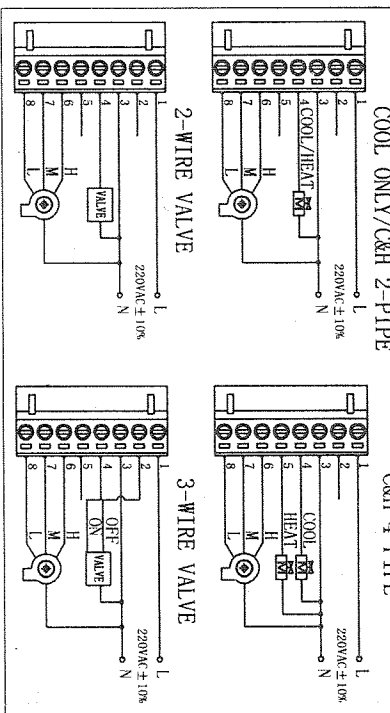 COOL ONLY/C&H 2-PIPE
L
N
220VAC±10%
COOL/HEAT
M
H
M
L
1
2
3
4
5
6
7
8
C&H 4-PIPE
L
N
220VAC±10%
COOL
M
HEAT
M
H
M
L
1
2
3
4
5
6
7
8
2-WIRE VALVE
L
N
220VAC±10%
VALVE
H
M
L
1
2
3
4
5
6
7
8
3-WIRE VALVE
L
N
220VAC±10%
OFF
ON
VALVE
H
M
L
1
2
3
4
5
6
7
8